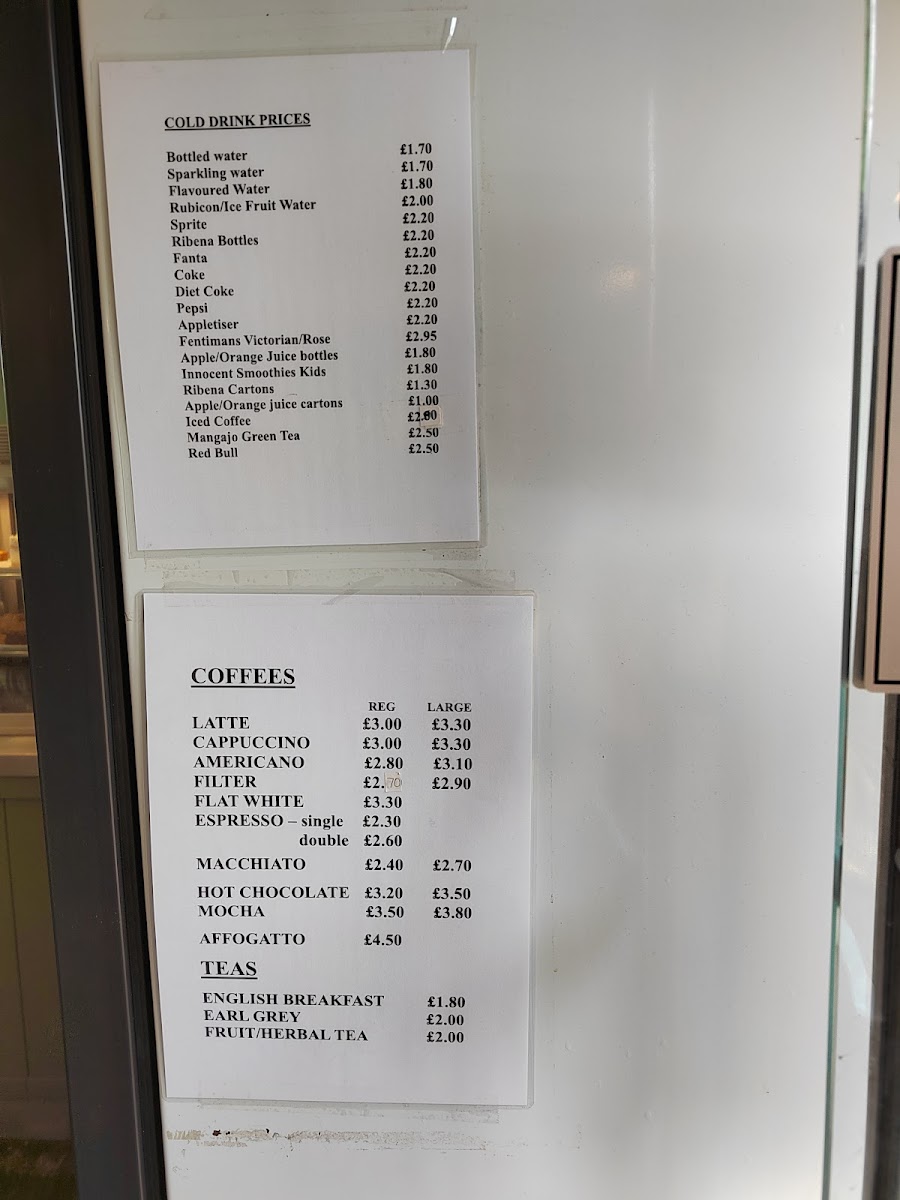 COLD DRINK PRICES
Bottled water £1.70
Sparkling water £1.70
Flavoured Water £1.80
Rubicon/Ice Fruit Water £2.00
Sprite £2.20
Ribena Bottles £2.20
Fanta £2.20
Coke £2.20
Diet Coke £2.20
Pepsi £2.20
Appletiser £2.20
Fentimans Victorian/Rose £2.95
Apple/Orange Juice bottles £1.80
Innocent Smoothies Kids £1.80
Ribena Cartons £1.30
Apple/Orange juice cartons £1.00
Iced Coffee
Mangajo Green Tea £2.50
Red Bull £2.50
COFFEES
REG LARGE
LATTE £3.00 £3.30
CAPPUCCINO £3.00 £3.30
AMERICANO £2.80 £3.10
FILTER £2.70 £2.90
FLAT WHITE £3.30
ESPRESSO – single £2.30
double £2.60
MACCHIATO £2.40 £2.70
HOT CHOCOLATE £3.20 £3.50
MOCHA £3.50 £3.80
AFFOGATTO £4.50
TEAS
ENGLISH BREAKFAST £1.80
EARL GREY £2.00
FRUIT/HERBAL TEA £2.00